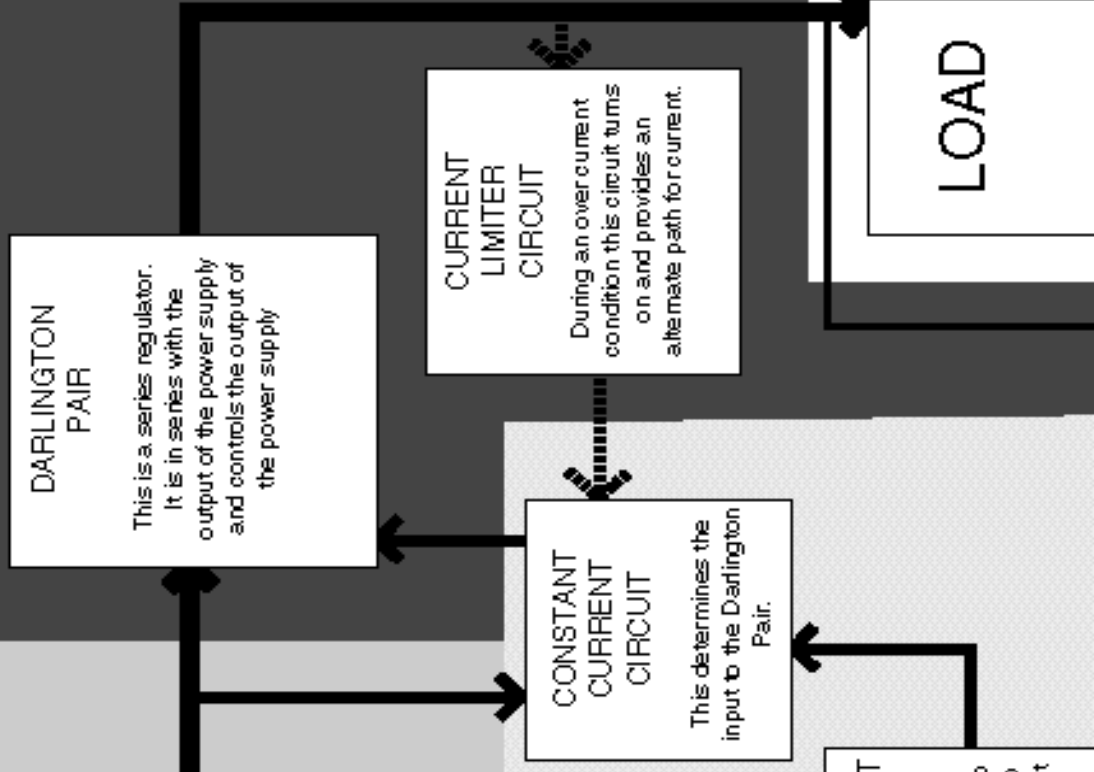 DARLINGTON
PAIR
This is a series regulator.
It is in series with the
output of the power supply
and controls the output of
the power supply
CURRENT
LIMITER
CIRCUIT
During an over current
condition this circuit turns
on and provides an
alternate path for current.
LOAD
CONSTANT
CURRENT
CIRCUIT
This determines the
input to the Darlington
Pair.